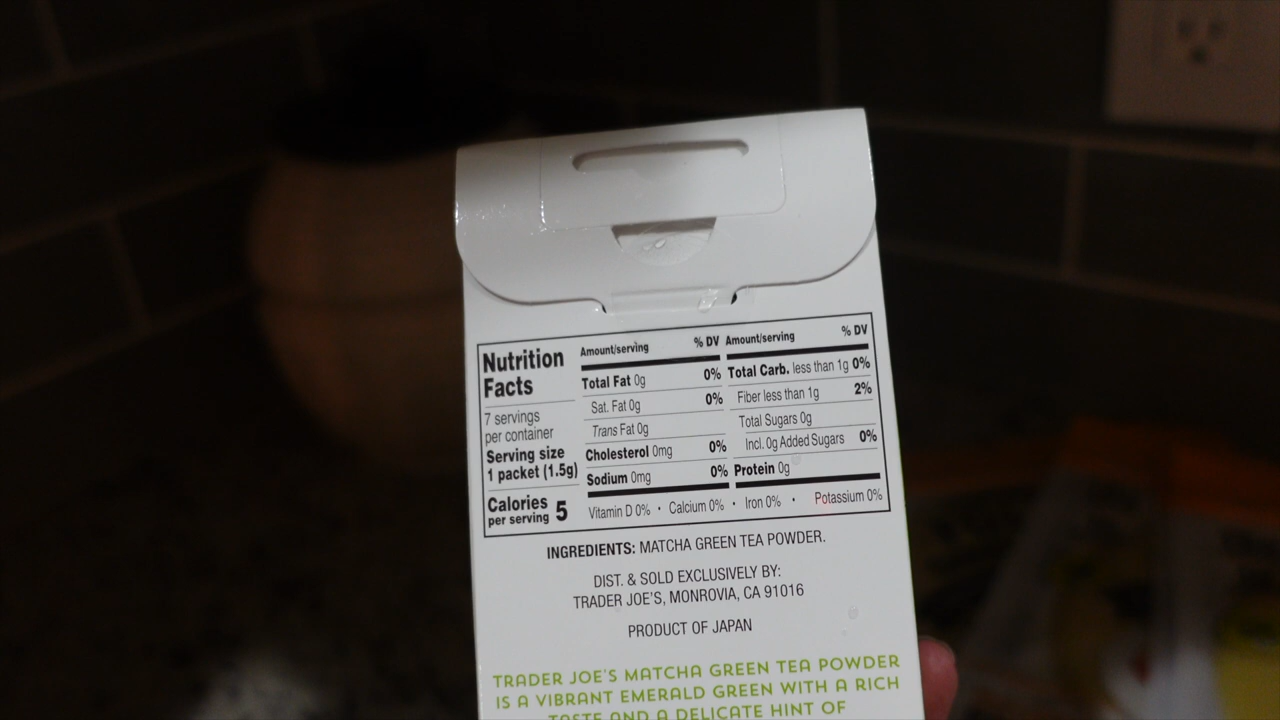 Nutrition
Facts
7 servings
per container
Serving size
1 packet (1.5g)
Calories
per serving 5
Amount/serving % DV
Total Fat 0g 0%
Sat. Fat 0g 0%
Trans Fat 0g
Cholesterol 0mg 0%
Sodium 0mg 0%
Amount/serving % DV
Total Carb. less than 1g 0%
Fiber less than 1g 2%
Total Sugars 0g
Incl. 0g Added Sugars 0%
Protein 0g
Vitamin D 0% • Calcium 0% • Iron 0% • Potassium 0%
INGREDIENTS: MATCHA GREEN TEA POWDER.
DIST. & SOLD EXCLUSIVELY BY:
TRADER JOE'S, MONROVIA, CA 91016
PRODUCT OF JAPAN
TRADER JOE'S MATCHA GREEN TEA POWDER
IS A VIBRANT EMERALD GREEN WITH A RICH
TASTE AND A DELICATE HINT OF